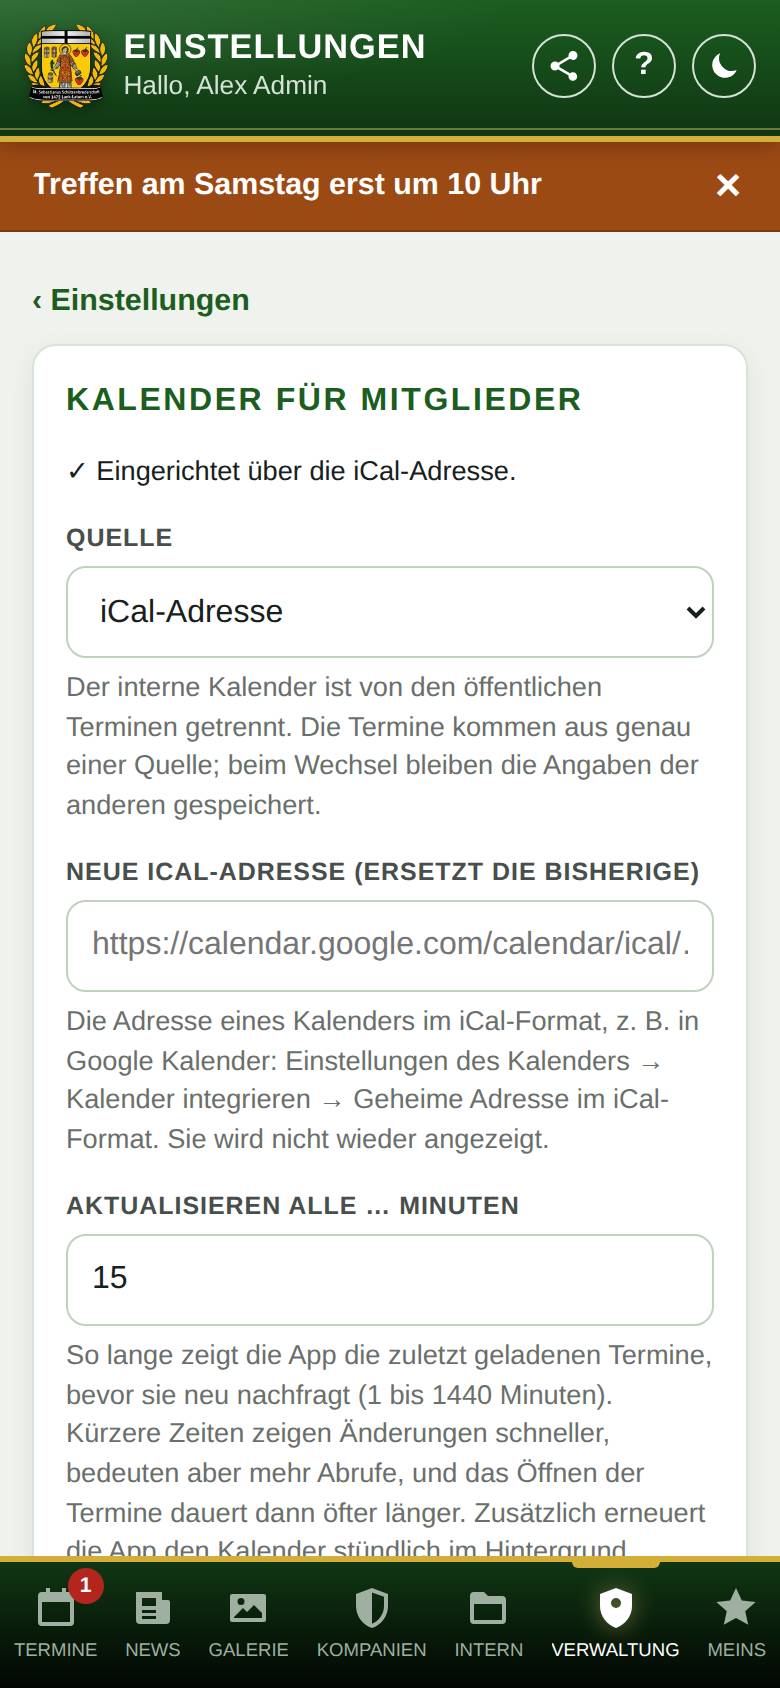 EINSTELLUNGEN
Hallo, Alex Admin
?
Treffen am Samstag erst um 10 Uhr
×
‹ Einstellungen
KALENDER FÜR MITGLIEDER
✓ Eingerichtet über die iCal-Adresse.
QUELLE
iCal-Adresse
Der interne Kalender ist von den öffentlichen
Terminen getrennt. Die Termine kommen aus genau
einer Quelle; beim Wechsel bleiben die Angaben der
anderen gespeichert.
NEUE ICAL-ADRESSE (ERSETZT DIE BISHERIGE)
https://calendar.google.com/calendar/ical/.
Die Adresse eines Kalenders im iCal-Format, z. B. in
Google Kalender: Einstellungen des Kalenders →
Kalender integrieren → Geheime Adresse im iCal-
Format. Sie wird nicht wieder angezeigt.
AKTUALISIEREN ALLE … MINUTEN
15
So lange zeigt die App die zuletzt geladenen Termine,
bevor sie neu nachfragt (1 bis 1440 Minuten).
Kürzere Zeiten zeigen Änderungen schneller,
bedeuten aber mehr Abrufe, und das Öffnen der
Termine dauert dann öfter länger. Zusätzlich erneuert
die App den Kalender stündlich im Hintergrund
1
TERMINE
NEWS
GALERIE
KOMPANIEN
INTERN
VERWALTUNG
MEINS